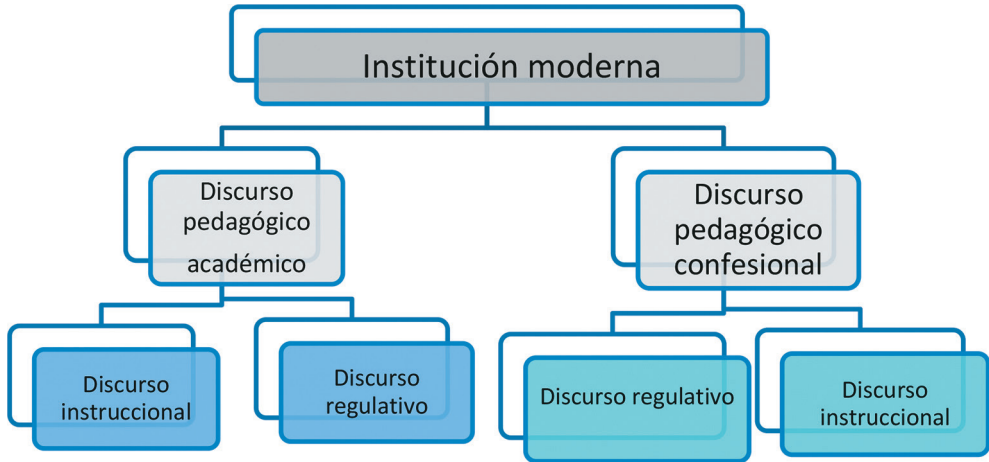 Institución moderna
Discurso
pedagógico
académico
Discurso
pedagógico
confesional
Discurso
instruccional
Discurso
regulativo
Discurso regulativo
Discurso
instruccional